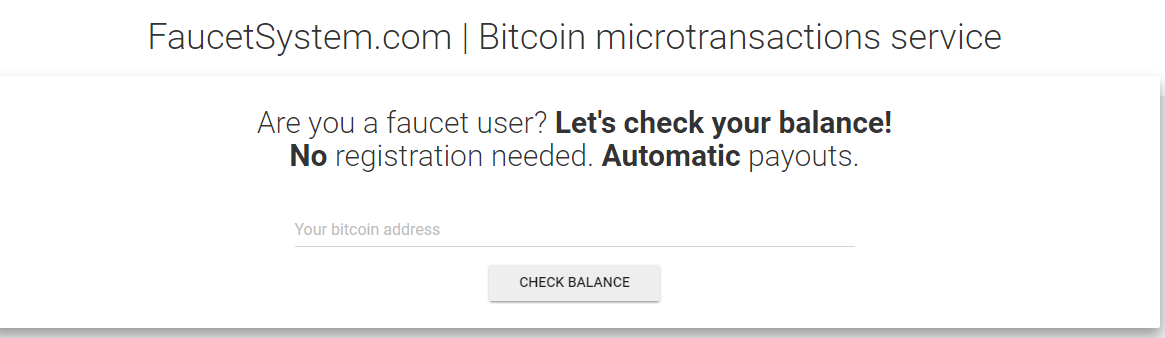 FaucetSystem.com | Bitcoin microtransactions service
Are you a faucet user? Let's check your balance!
No registration needed. Automatic payouts.
Your bitcoin address
CHECK BALANCE